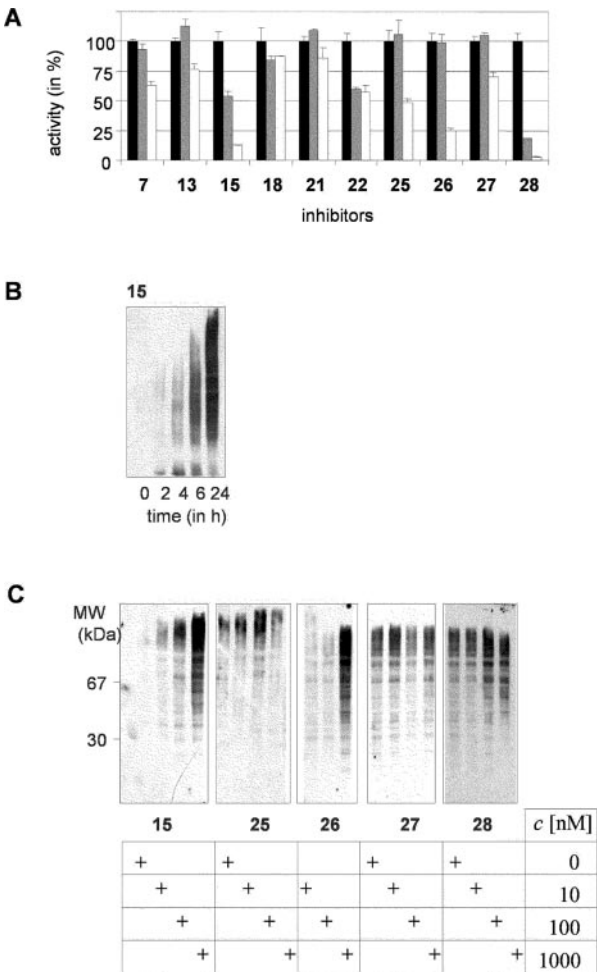 A
activity (in %)
100
75
50
25
0
7 13 15 18 21 22 25 26 27 28
inhibitors
B
15
0 2 4 6 24
time (in h)
C
MW
(kDa)
67
30
15 25 26 27 28 c [nM]
+ + + + 0
+ + + + + 10
+ + + + + 100
+ + + + + 1000